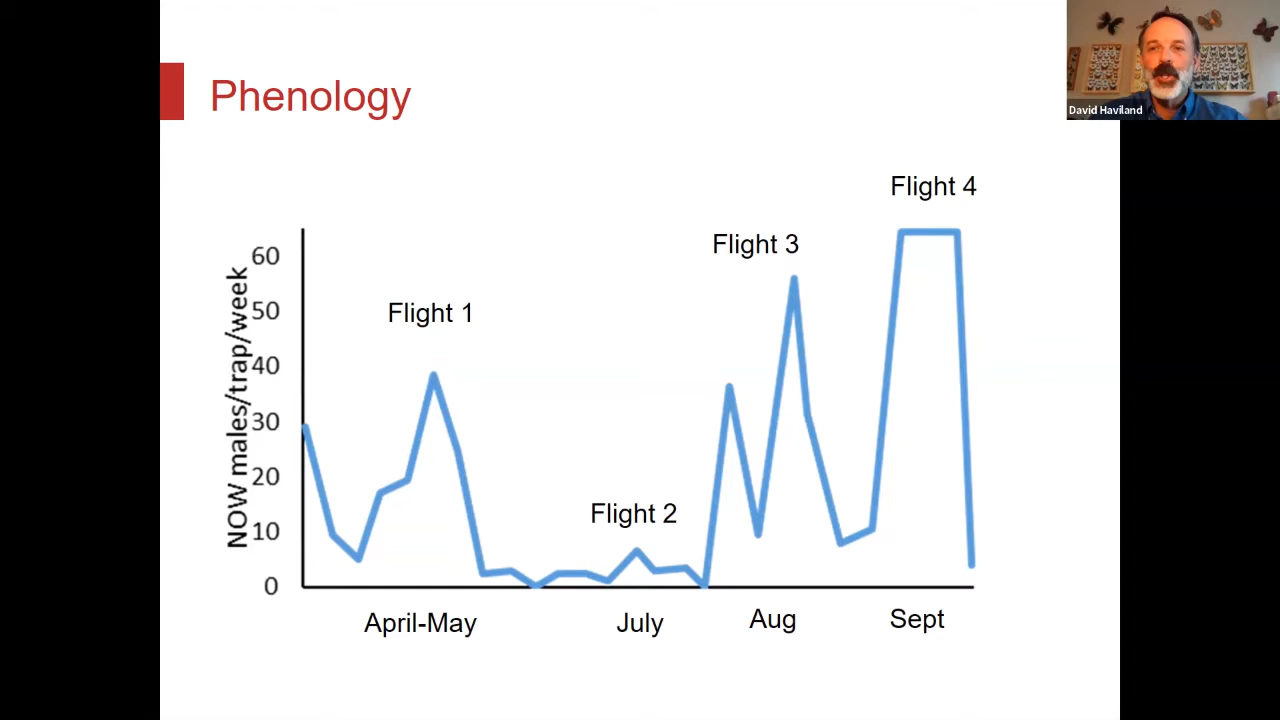 Phenology
David Haviland
Flight 4
Flight 3
Flight 1
Flight 2
NOW males/trap/week
60
50
40
30
20
10
0
April-May
July
Aug
Sept